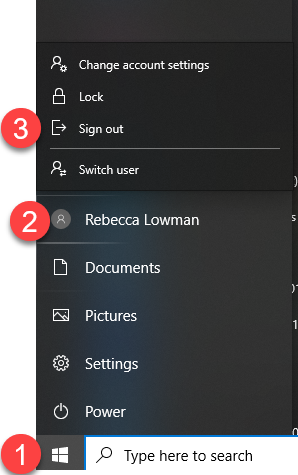 Change account settings
Lock
3 Sign out
Switch user
2 Rebecca Lowman
Documents
Pictures
Settings
Power
1 Type here to search